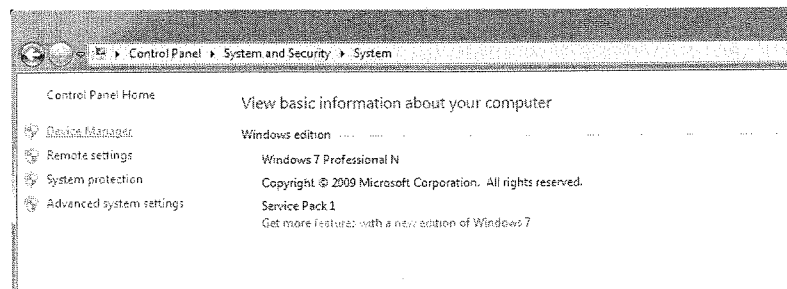 Control Panel ▸ System and Security ▸ System
Control Panel Home
Device Manager
Remote settings
System protection
Advanced system settings
View basic information about your computer
Windows edition
Windows 7 Professional N
Copyright © 2009 Microsoft Corporation. All rights reserved.
Service Pack 1
Get more features with a new edition of Windows 7